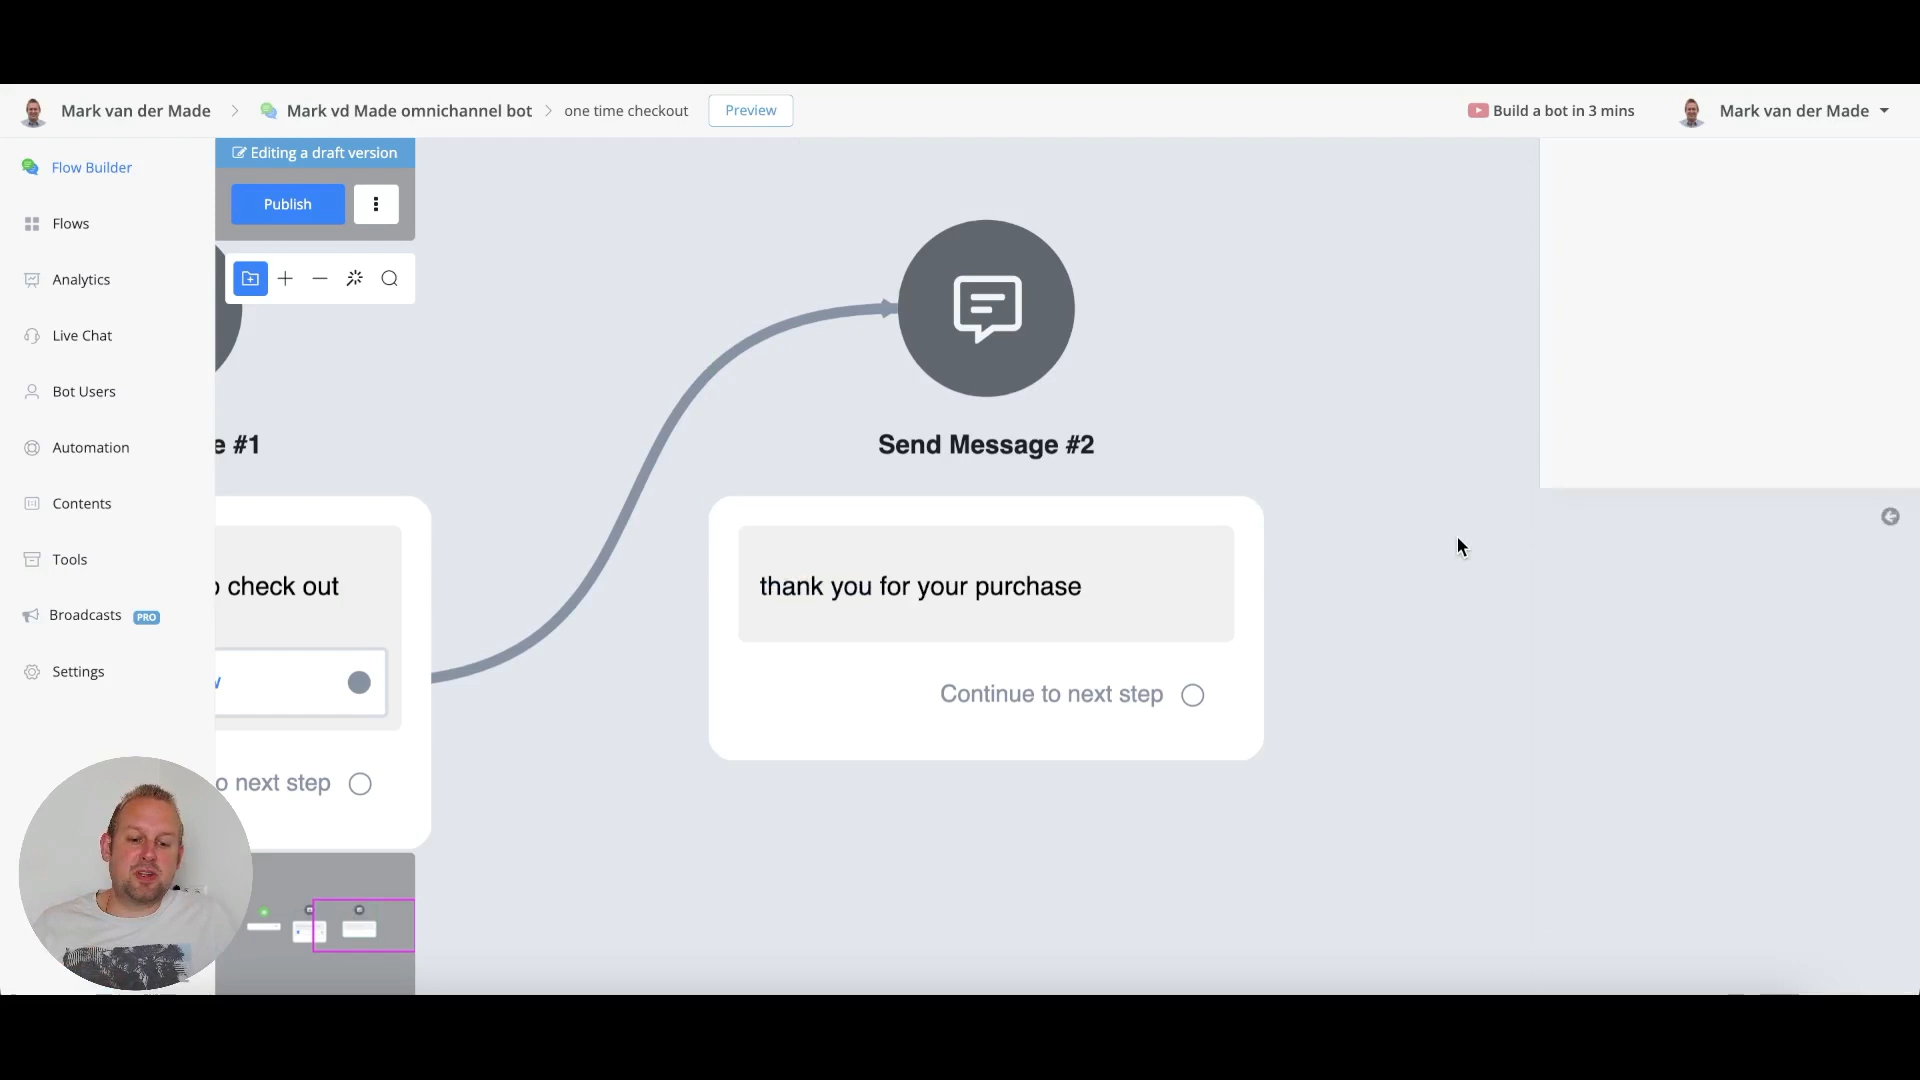 Mark van der Made > Mark vd Made omnichannel bot > one time checkout Preview
Build a bot in 3 mins Mark van der Made
Flow Builder
Flows
Analytics
Live Chat
Bot Users
Automation
Contents
Tools
Broadcasts PRO
Settings
Editing a draft version
Publish
e #1
check out
o next step
Send Message #2
thank you for your purchase
Continue to next step